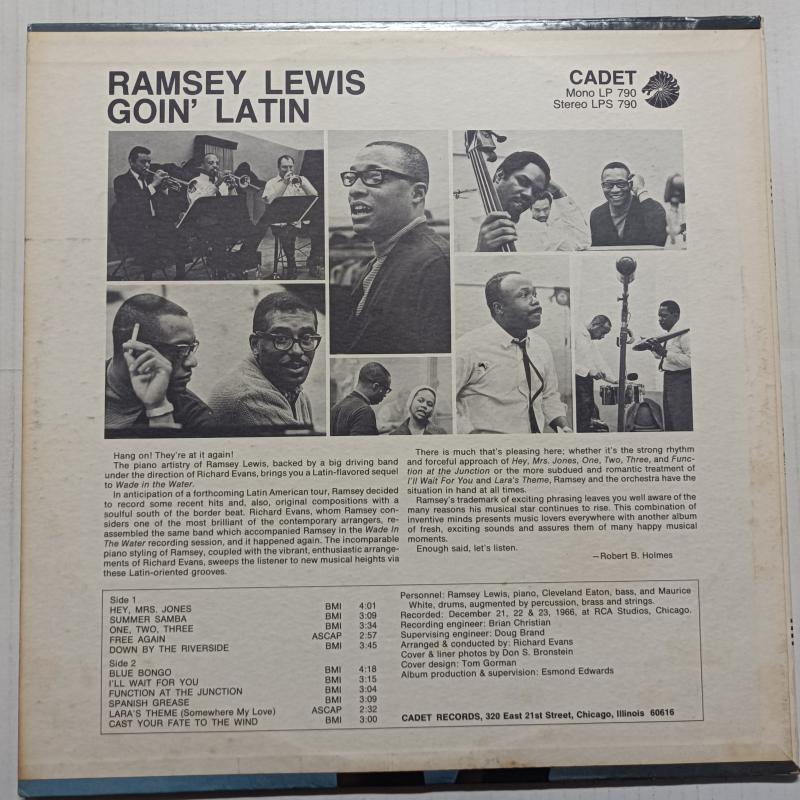 RAMSEY LEWIS
GOIN' LATIN
CADET
Mono LP 790
Stereo LPS 790
Hang on! They're at it again!
The piano artistry of Ramsey Lewis, backed by a big driving band
under the direction of Richard Evans, brings you a Latin-flavored sequel
to Wade in the Water.
In anticipation of a forthcoming Latin American tour, Ramsey decided
to record some recent hits and, also, original compositions with a
soulful south of the border beat. Richard Evans, whom Ramsey con-
siders one of the most brilliant of the contemporary arrangers, re-
assembled the same band which accompanied Ramsey in the Wade In
The Water recording session, and it happened again. The incomparable
piano styling of Ramsey, coupled with the vibrant, enthusiastic arrange-
ments of Richard Evans, sweeps the listener to new musical heights via
these Latin-oriented grooves.
There is much that's pleasing here; whether it's the strong rhythm
and forceful approach of Hey, Mrs. Jones, One, Two, Three, and Func-
tion at the Junction or the more subdued and romantic treatment of
I'll Wait For You and Lara's Theme, Ramsey and the orchestra have the
situation in hand at all times.
Ramsey's trademark of exciting phrasing leaves you well aware of the
many reasons his musical star continues to rise. This combination of
inventive minds presents music lovers everywhere with another album
of fresh, exciting sounds and assures them of many happy musical
moments.
Enough said, let's listen.
—Robert B. Holmes
Side 1
HEY, MRS. JONES BMI 4:01
SUMMER SAMBA BMI 3:09
ONE, TWO, THREE BMI 3:34
FREE AGAIN ASCAP 2:57
DOWN BY THE RIVERSIDE BMI 3:45
Side 2
BLUE BONGO BMI 4:18
I'LL WAIT FOR YOU BMI 3:15
FUNCTION AT THE JUNCTION BMI 3:04
SPANISH GREASE BMI 3:09
LARA'S THEME (Somewhere My Love) ASCAP 2:32
CAST YOUR FATE TO THE WIND BMI 3:00
Personnel: Ramsey Lewis, piano, Cleveland Eaton, bass, and Maurice
White, drums, augmented by percussion, brass and strings.
Recorded: December 21, 22 & 23, 1966, at RCA Studios, Chicago.
Recording engineer: Brian Christian
Supervising engineer: Doug Brand
Arranged & conducted by: Richard Evans
Cover & liner photos by Don S. Bronstein
Cover design: Tom Gorman
Album production & supervision: Esmond Edwards
CADET RECORDS, 320 East 21st Street, Chicago, Illinois 60616